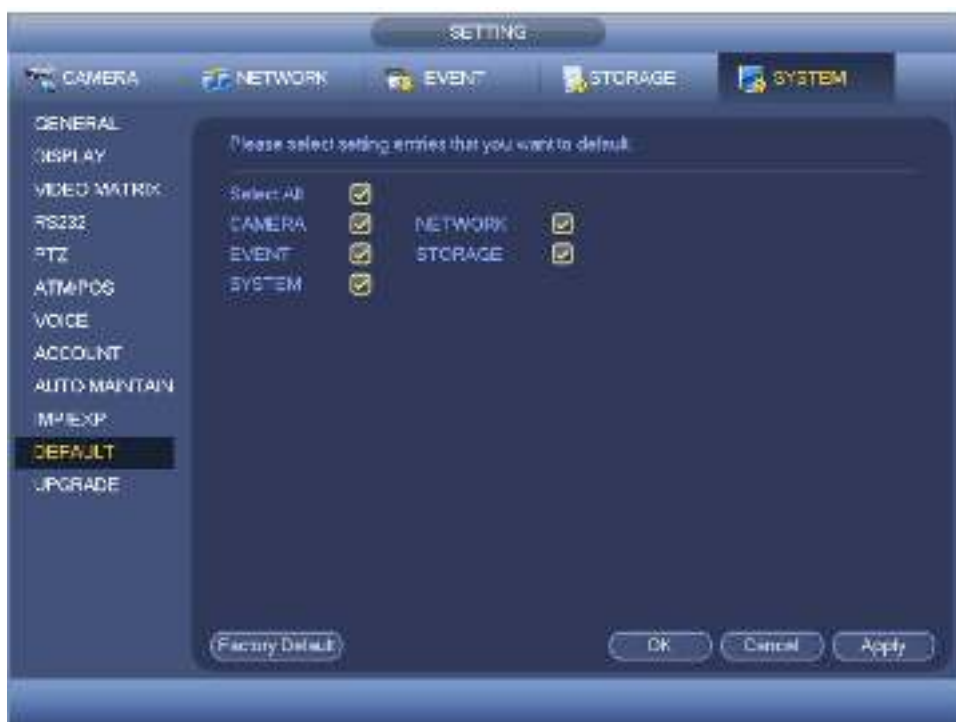 SETTING
CAMERA NETWORK EVENT STORAGE SYSTEM
GENERAL
DISPLAY
VIDEO MATRIX
RS232
PTZ
ATM/POS
VOICE
ACCOUNT
AUTO MAINTAIN
IMP/EXP
DEFAULT
UPGRADE
Please select setting entries that you want to default.
Select All
CAMERA NETWORK
EVENT STORAGE
SYSTEM
Factory Default OK Cancel Apply